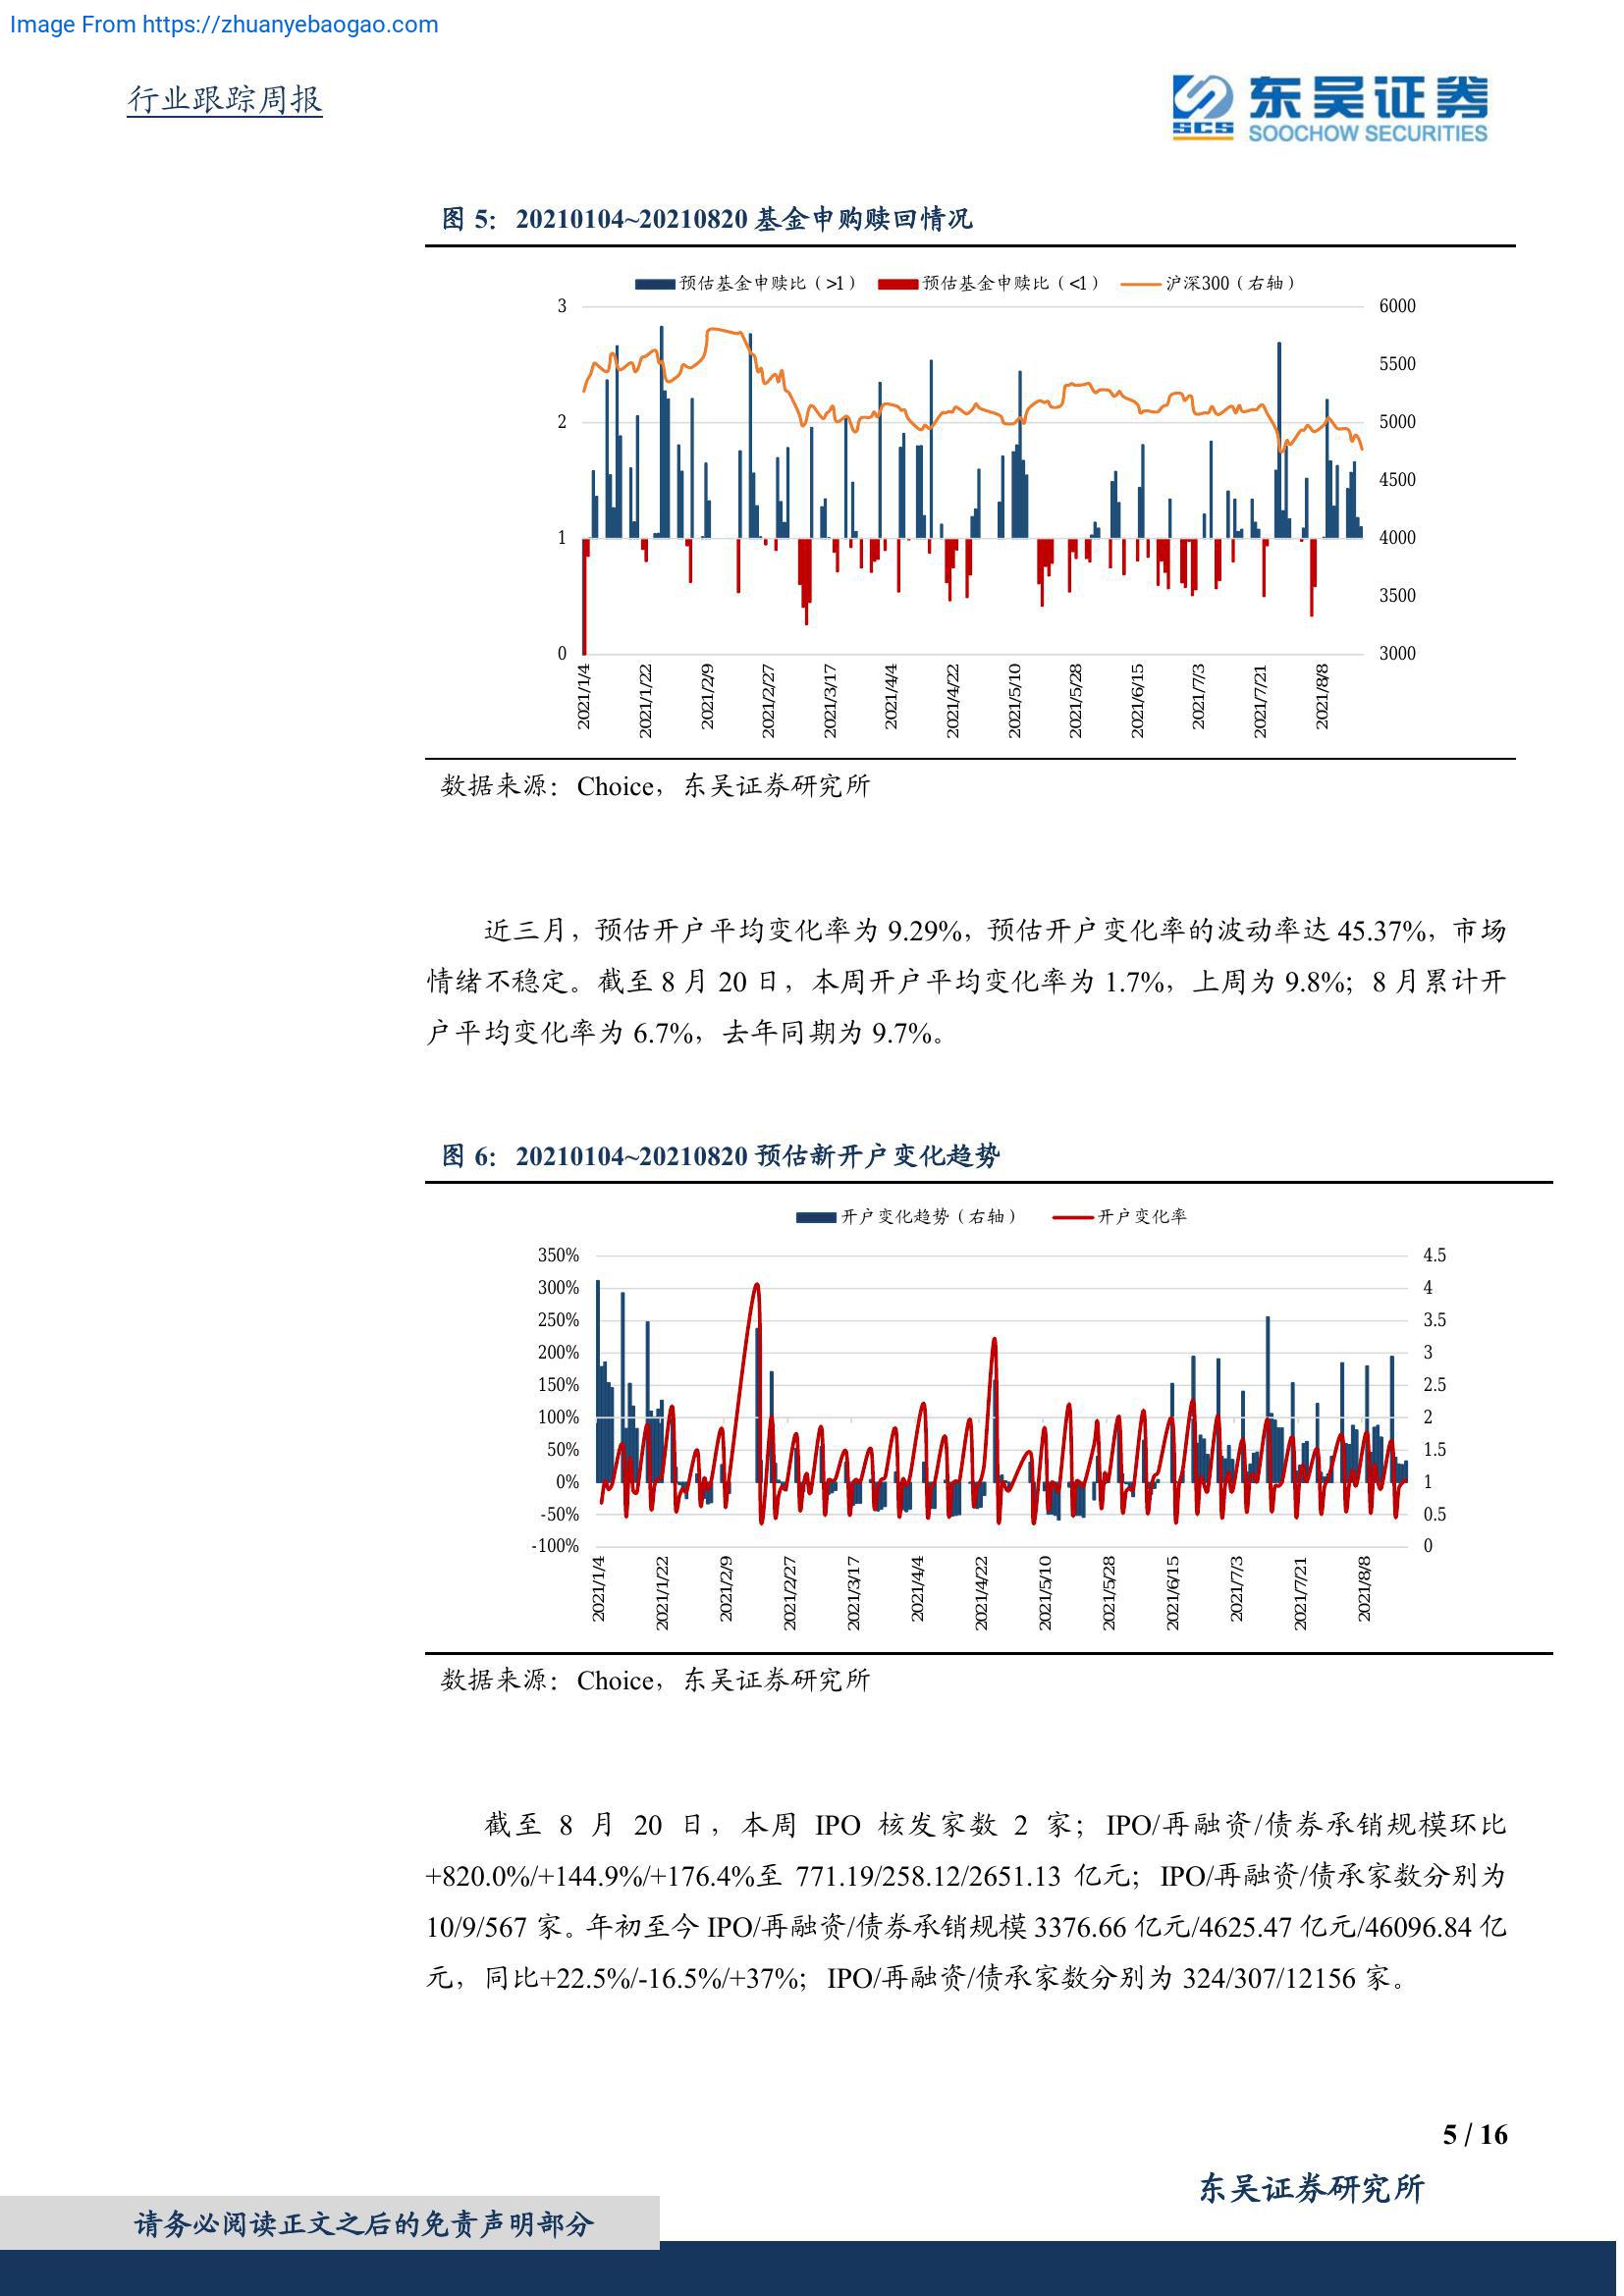 Image From https://zhuanyebaogao.com
行业跟踪周报
东吴证券
SCS
SOOCHOW SECURITIES
图 5： 20210104~20210820 基金申购赎回情况
预估基金申赎比（>1） 预估基金申赎比（<1） 沪深300（右轴）
3 6000
5500
2 5000
4500
1 4000
3500
0 3000
2021/1/4 2021/1/22 2021/2/9 2021/2/27 2021/3/17 2021/4/4 2021/4/22 2021/5/10 2021/5/28 2021/6/15 2021/7/3 2021/7/21 2021/8/8
数据来源：Choice，东吴证券研究所
近三月，预估开户平均变化率为 9.29%，预估开户变化率的波动率达 45.37%，市场
情绪不稳定。截至 8 月 20 日，本周开户平均变化率为 1.7%，上周为 9.8%；8 月累计开
户平均变化率为 6.7%，去年同期为 9.7%。
图 6： 20210104~20210820 预估新开户变化趋势
开户变化趋势（右轴） 开户变化率
350% 4.5
300% 4
250% 3.5
200% 3
150% 2.5
100% 2
50% 1.5
0% 1
-50% 0.5
-100% 0
2021/1/4 2021/1/22 2021/2/9 2021/2/27 2021/3/17 2021/4/4 2021/4/22 2021/5/10 2021/5/28 2021/6/15 2021/7/3 2021/7/21 2021/8/8
数据来源：Choice，东吴证券研究所
截至 8 月 20 日，本周 IPO 核发家数 2 家；IPO/再融资/债券承销规模环比
+820.0%/+144.9%/+176.4%至 771.19/258.12/2651.13 亿元；IPO/再融资/债承家数分别为
10/9/567 家。年初至今 IPO/再融资/债券承销规模 3376.66 亿元/4625.47 亿元/46096.84 亿
元，同比+22.5%/-16.5%/+37%；IPO/再融资/债承家数分别为 324/307/12156 家。
5 / 16
东吴证券研究所
请务必阅读正文之后的免责声明部分